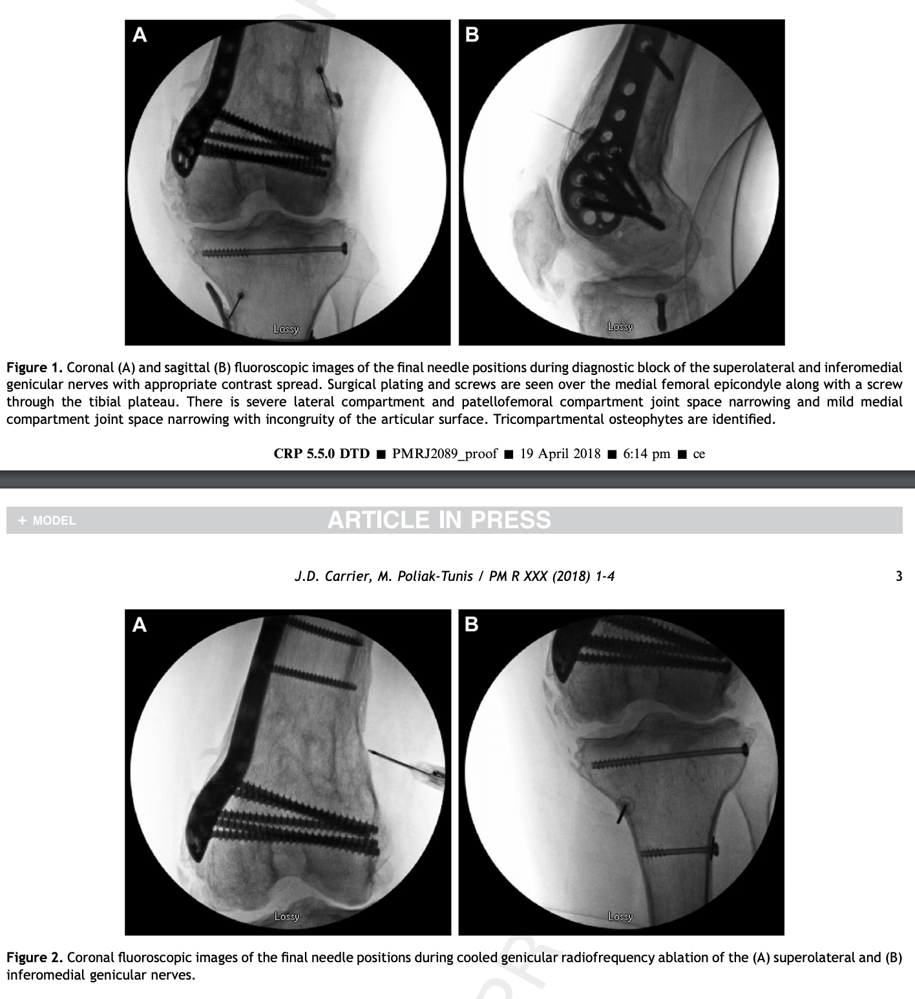 A
B
Lossy
Lossy
Figure 1. Coronal (A) and sagittal (B) fluoroscopic images of the final needle positions during diagnostic block of the superolateral and inferomedial
genicular nerves with appropriate contrast spread. Surgical plating and screws are seen over the medial femoral epicondyle along with a screw
through the tibial plateau. There is severe lateral compartment and patellofemoral compartment joint space narrowing and mild medial
compartment joint space narrowing with incongruity of the articular surface. Tricompartmental osteophytes are identified.
CRP 5.5.0 DTD ■ PMRJ2089_proof ■ 19 April 2018 ■ 6:14 pm ■ ce
+ MODEL
ARTICLE IN PRESS
J.D. Carrier, M. Poliak-Tunis / PM R XXX (2018) 1-4
3
A
B
Lossy
Lossy
Figure 2. Coronal fluoroscopic images of the final needle positions during cooled genicular radiofrequency ablation of the (A) superolateral and (B)
inferomedial genicular nerves.
PR